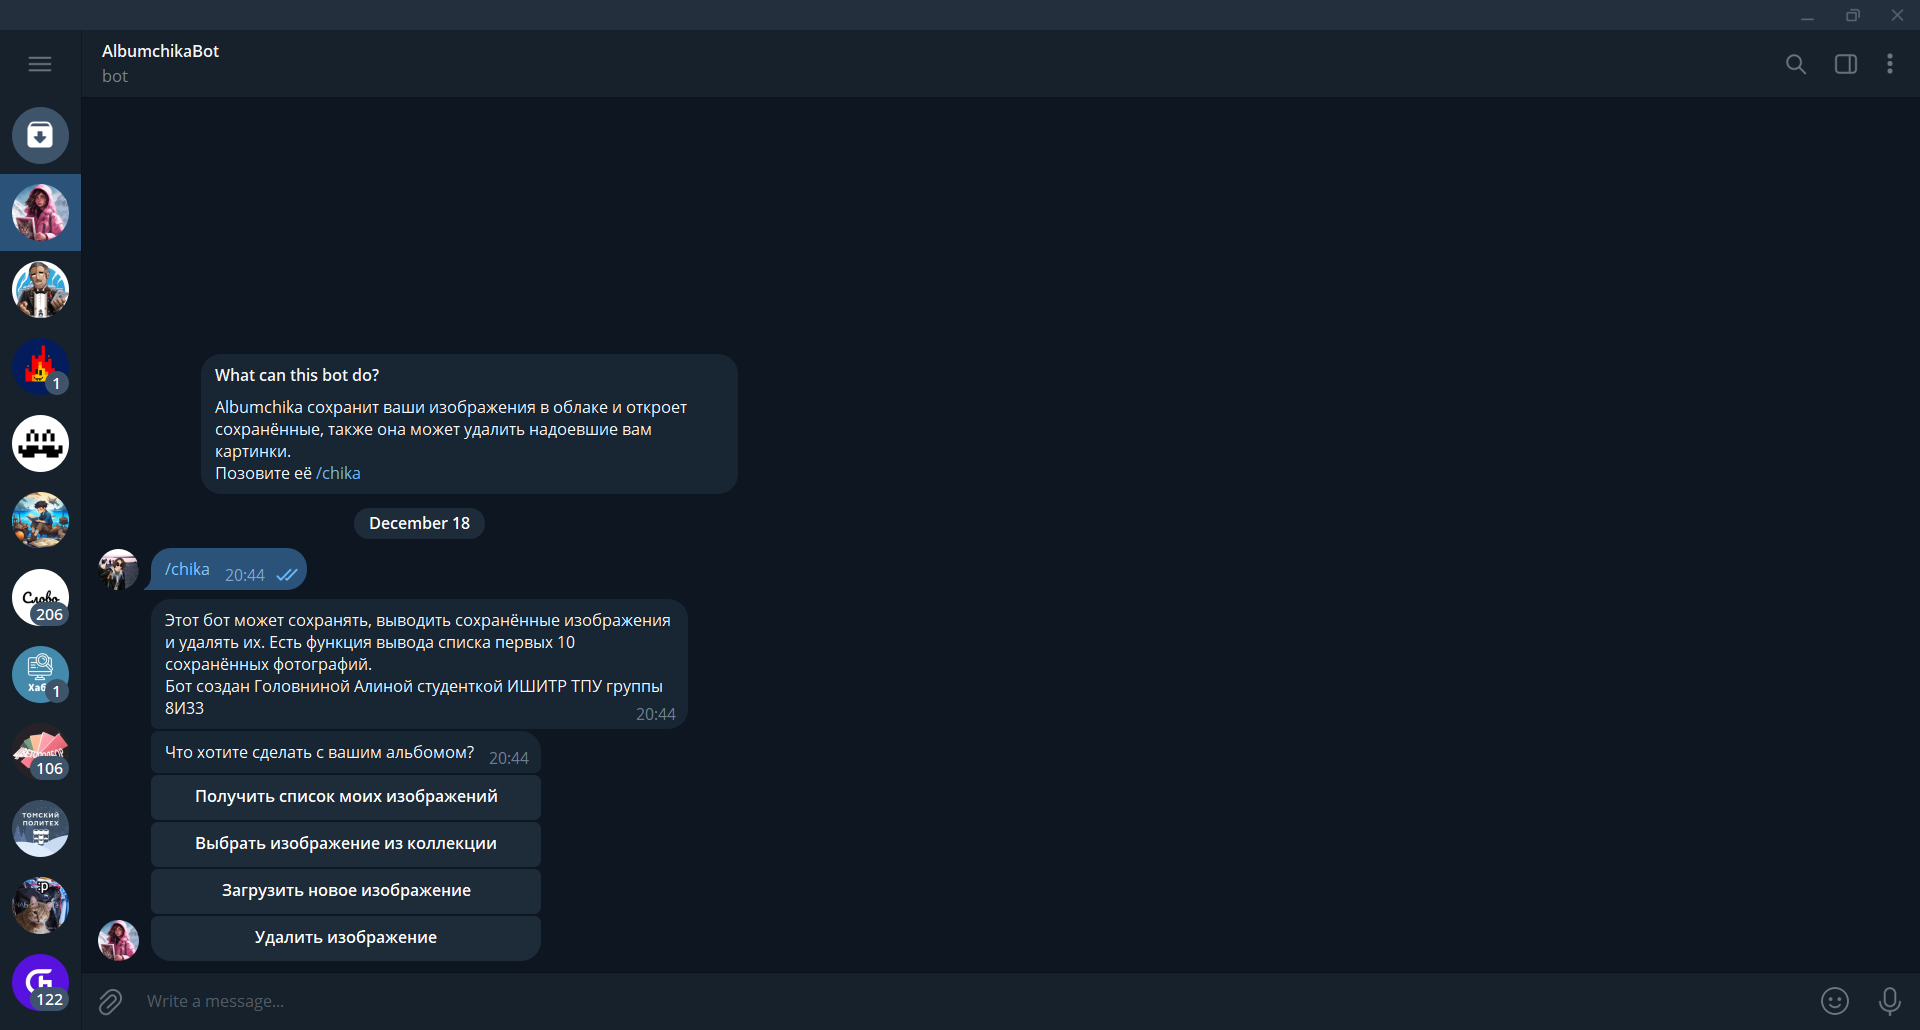 AlbumchikaBot
bot
What can this bot do?
Albumchika сохранит ваши изображения в облаке и откроет
сохранённые, также она может удалить надоевшие вам
картинки.
Позовите её /chika
December 18
/chika 20:44
Этот бот может сохранять, выводить сохранённые изображения
и удалять их. Есть функция вывода списка первых 10
сохранённых фотографий.
Бот создан Головниной Алиной студенткой ИШИТР ТПУ группы
8И33 20:44
Что хотите сделать с вашим альбомом? 20:44
Получить список моих изображений
Выбрать изображение из коллекции
Загрузить новое изображение
Удалить изображение
Write a message...
1
Слово
206
1
106
ТОМСКИЙ
ПОЛИТЕХ
:p
122